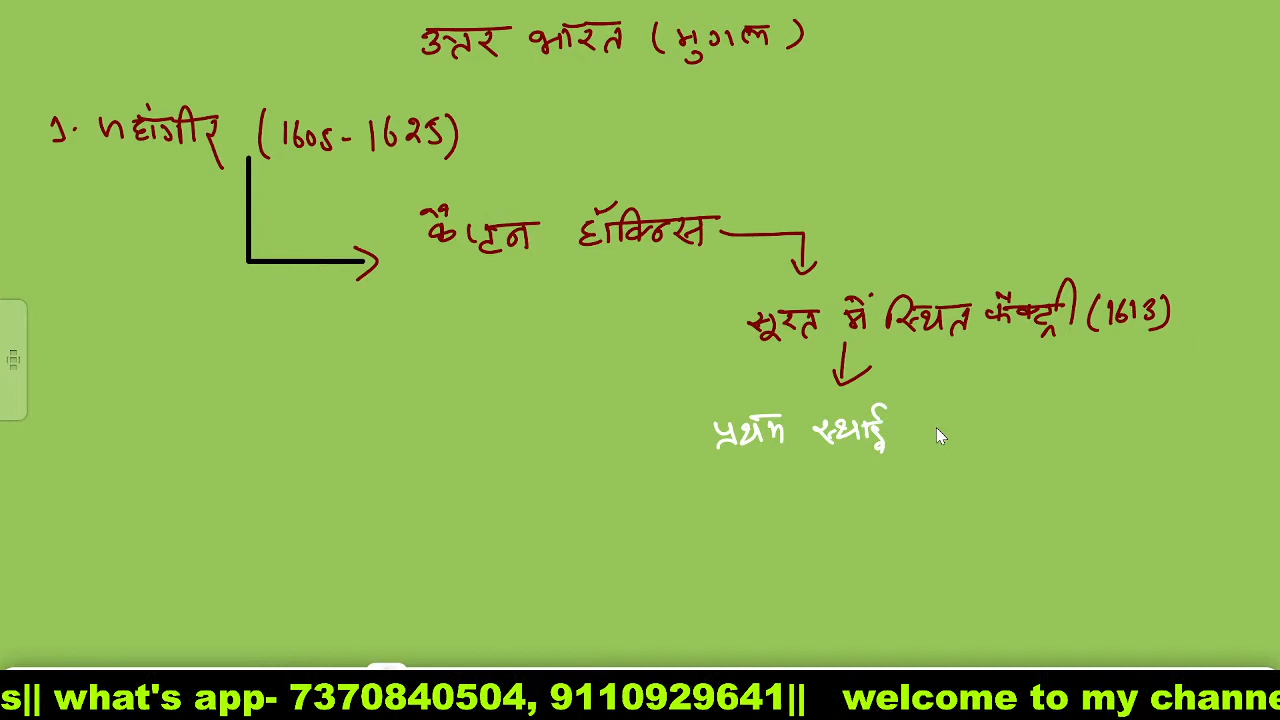 उत्तर भारत (मुगल)
1. जहांगीर (1605-1625)
कैप्टन हॉकिन्स
सूरत में स्थित फैक्ट्री (1613)
प्रथम स्थाई
s|| what's app- 7370840504, 9110929641|| welcome to my channe